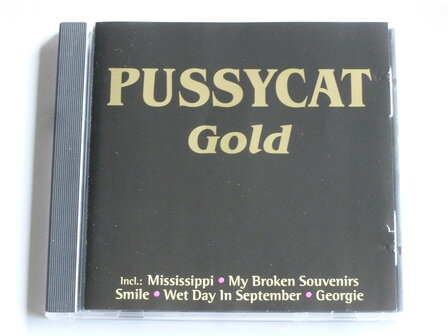 PUSSYCAT
Gold
Incl.: Mississippi • My Broken Souvenirs
Smile • Wet Day In September • Georgie